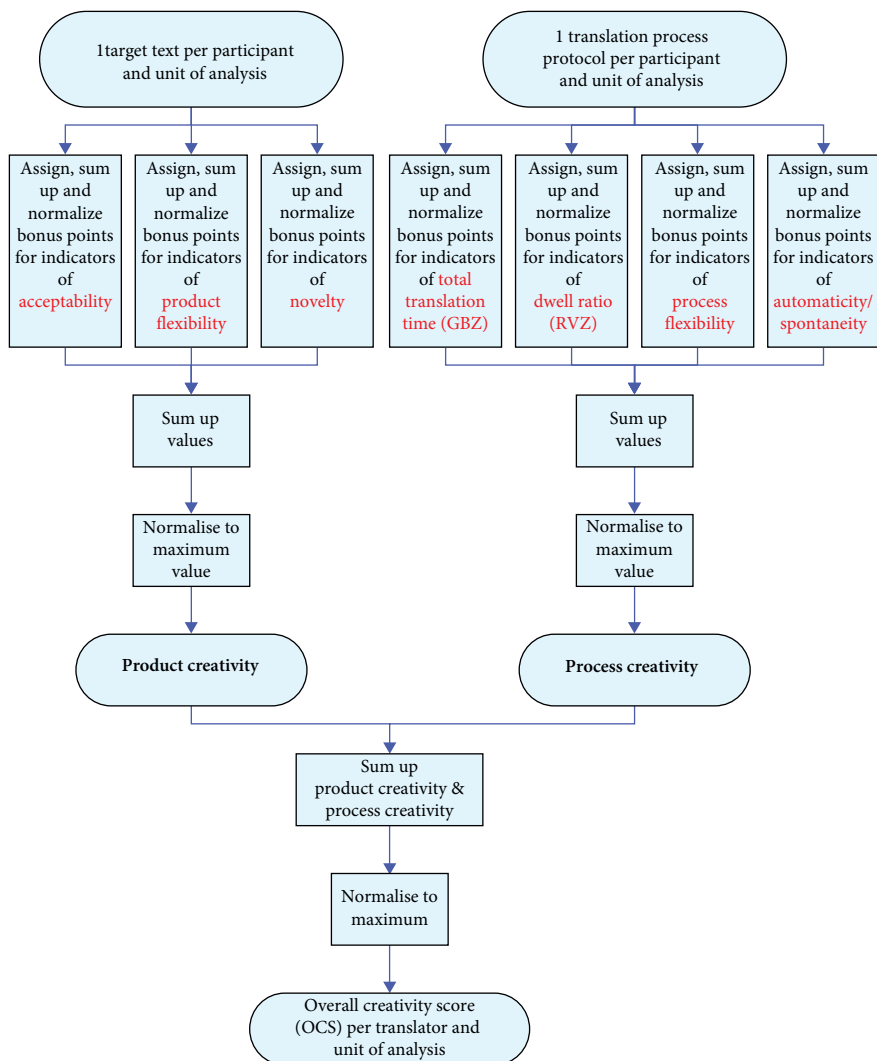 1target text per participant
and unit of analysis
1 translation process
protocol per participant
and unit of analysis
Assign, sum
up and
normalize
bonus points
for indicators
of
acceptability
Assign, sum
up and
normalize
bonus points
for indicators
of
product
flexibility
Assign, sum
up and
normalize
bonus points
for indicators
of
novelty
Assign, sum
up and
normalize
bonus points
for indicators
of total
translation
time (GBZ)
Assign, sum
up and
normalize
bonus points
for indicators
of
dwell ratio
(RVZ)
Assign, sum
up and
normalize
bonus points
for indicators
of
process
flexibility
Assign, sum
up and
normalize
bonus points
for indicators
of
automaticity/
spontaneity
Sum up
values
Sum up
values
Normalise to
maximum
value
Normalise to
maximum
value
Product creativity
Process creativity
Sum up
product creativity &
process creativity
Normalise to
maximum
Overall creativity score
(OCS) per translator and
unit of analysis